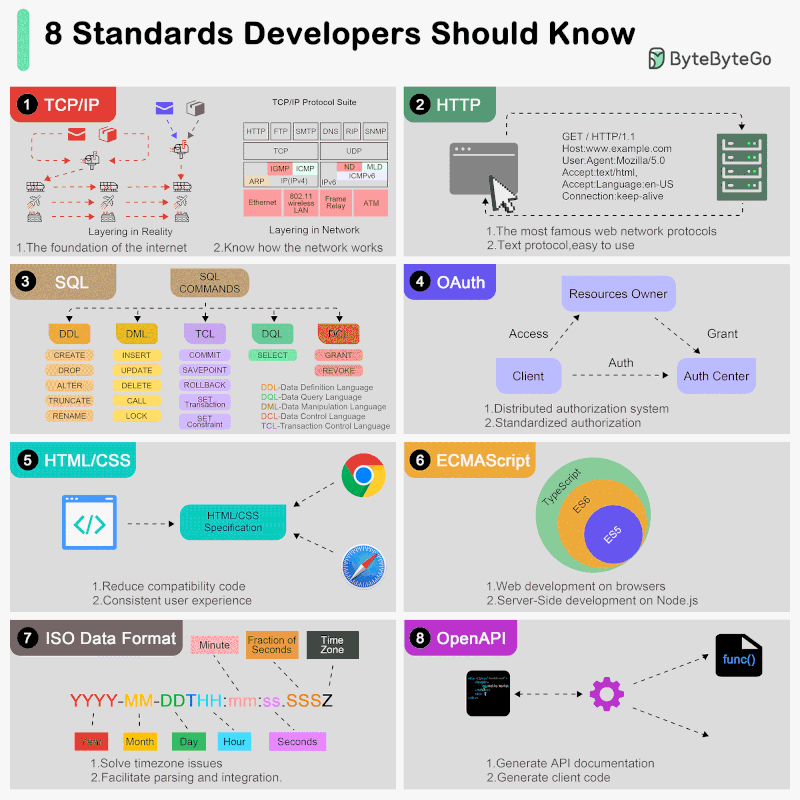 8 Standards Developers Should Know
ByteByteGo
1 TCP/IP
TCP/IP Protocol Suite
HTTP FTP SMTP DNS RIP SNMP
TCP UDP
IGMP ICMP ND MLD
ARP IP(IPv4) IPv6 ICMPv6
Ethernet 802.11 wireless LAN Frame Relay ATM
Layering in Reality
Layering in Network
1.The foundation of the internet
2.Know how the network works
2 HTTP
GET / HTTP/1.1
Host:www.example.com
User:Agent:Mozilla/5.0
Accept:text/html,
Accept:Language:en-US
Connection:keep-alive
1.The most famous web network protocols
2.Text protocol,easy to use
3 SQL
SQL
COMMANDS
DDL DML TCL DQL DCL
CREATE INSERT COMMIT SELECT GRANT
DROP UPDATE SAVEPOINT REVOKE
ALTER DELETE ROLLBACK
TRUNCATE CALL SET Transaction
RENAME LOCK SET Constraint
DDL-Data Definition Language
DQL-Data Query Language
DML-Data Manipulation Language
DCL-Data Control Language
TCL-Transaction Control Language
4 OAuth
Resources Owner
Access
Grant
Auth
Client
Auth Center
1.Distributed authorization system
2.Standardized authorization
5 HTML/CSS
</>
HTML/CSS
Specification
1.Reduce compatibility code
2.Consistent user experience
6 ECMAScript
TypeScript
ES6
ES5
1.Web development on browsers
2.Server-Side development on Node.js
7 ISO Data Format
Minute
Fraction of
Seconds
Time
Zone
YYYY-MM-DDTHH:mm:ss.SSSZ
Year Month Day Hour Seconds
1.Solve timezone issues
2.Facilitate parsing and integration.
8 OpenAPI
func()
1.Generate API documentation
2.Generate client code